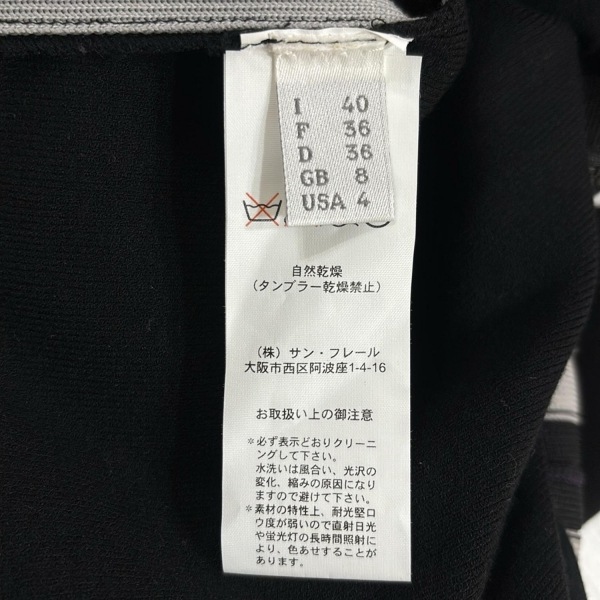 I 40
F 36
D 36
GB 8
USA 4
自然乾燥
(タンブラー乾燥禁止)
(株) サン・フレール
大阪市西区阿波座1-4-16
お取扱い上の御注意
*必ず表示どおりクリーニ
ングして下さい。
水洗いは風合い、光沢の
変化、縮みの原因になり
ますので避けて下さい。
*素材の特性上、耐光堅ロ
ウ度が弱いので直射日光
や蛍光灯の長時間照射に
より、色あせすることが
あります。